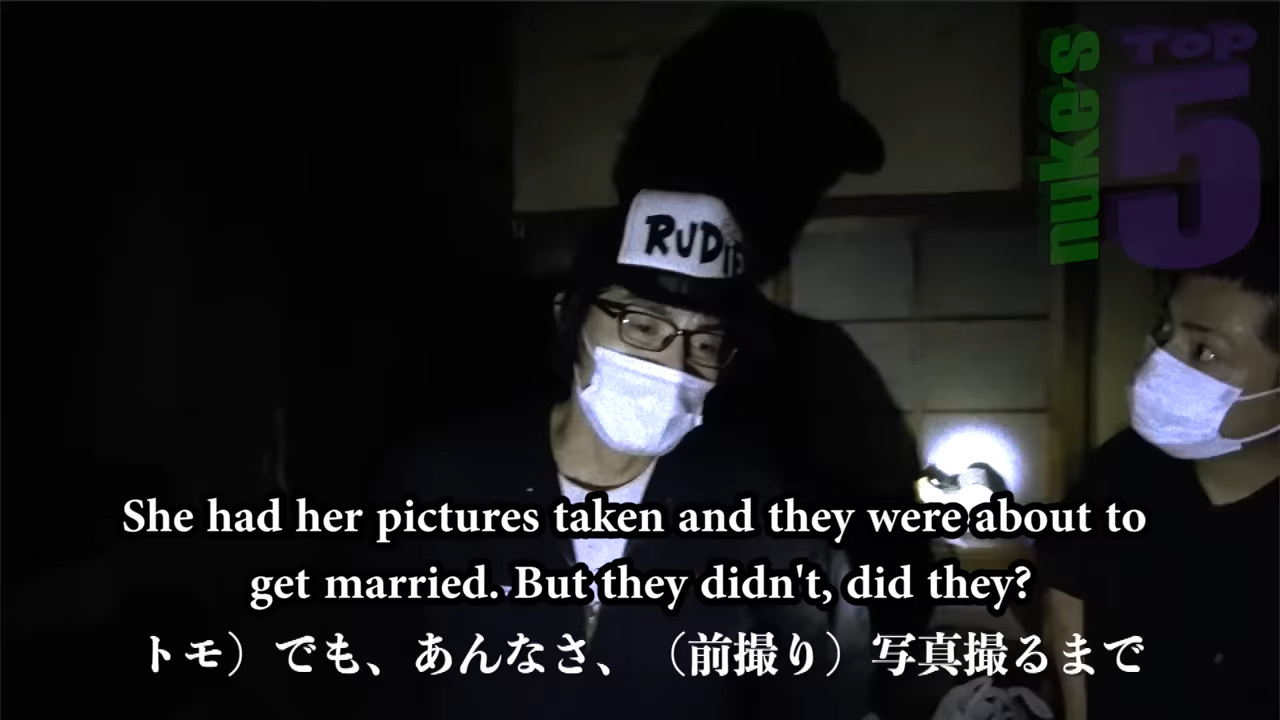 nuke's
TOP
5
RUD
She had her pictures taken and they were about to
get married. But they didn't, did they?
トモ）でも、あんなさ、（前撮り）写真撮るまで